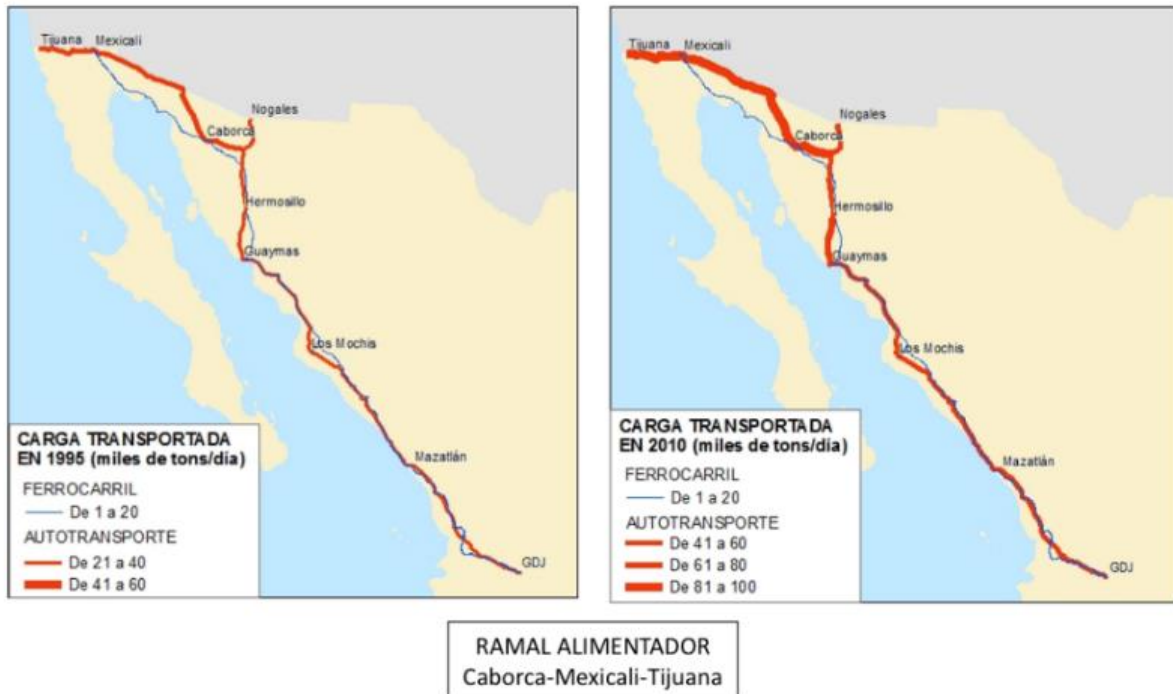 Tijuana
Mexicali
Nogales
Caborca
Hermosillo
Guaymas
Los Mochis
Mazatlán
GDJ
CARGA TRANSPORTADA
EN 1995 (miles de tons/día)
FERROCARRIL
De 1 a 20
AUTOTRANSPORTE
De 21 a 40
De 41 a 60
Tijuana
Mexicali
Nogales
Caborca
Hermosillo
Guaymas
Los Mochis
Mazatlán
GDJ
CARGA TRANSPORTADA
EN 2010 (miles de tons/día)
FERROCARRIL
De 1 a 20
AUTOTRANSPORTE
De 41 a 60
De 61 a 80
De 81 a 100
RAMAL ALIMENTADOR
Caborca-Mexicali-Tijuana